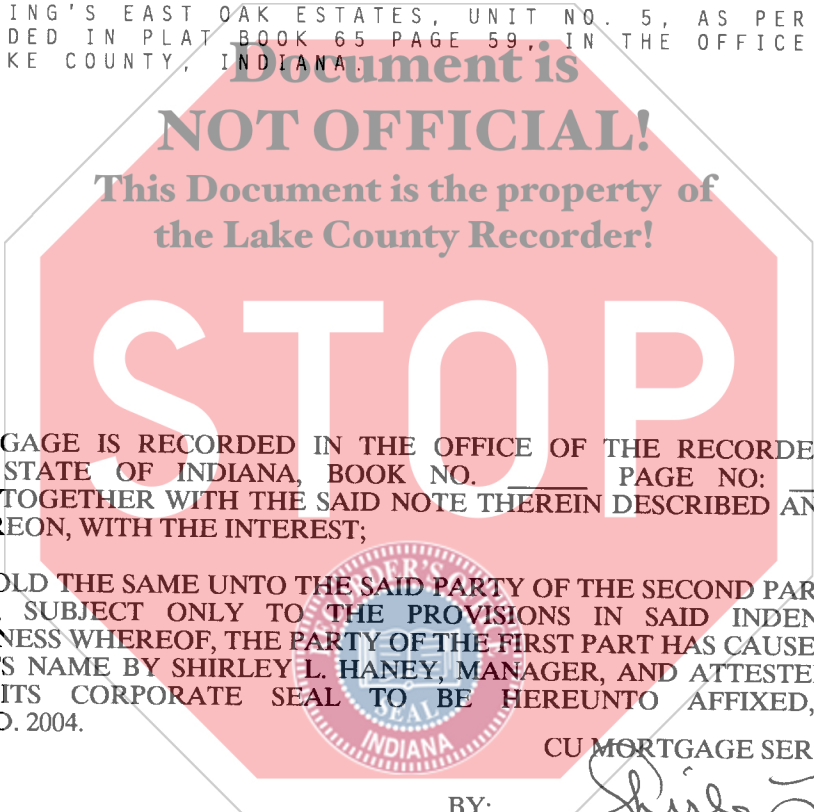 ING'S EAST OAK ESTATES, UNIT NO. 5, AS PER
DED IN PLAT BOOK 65 PAGE 59, IN THE OFFICE
KE COUNTY, INDIANA.
Document is
NOT OFFICIAL!
This Document is the property of
the Lake County Recorder!
STOP
GAGE IS RECORDED IN THE OFFICE OF THE RECORDE
STATE OF INDIANA, BOOK NO. ______ PAGE NO: __
TOGETHER WITH THE SAID NOTE THEREIN DESCRIBED AN
REON, WITH THE INTEREST;
OLD THE SAME UNTO THE SAID PARTY OF THE SECOND PAR
SUBJECT ONLY TO THE PROVISIONS IN SAID INDEN
NESS WHEREOF, THE PARTY OF THE FIRST PART HAS CAUSE
S NAME BY SHIRLEY L. HANEY, MANAGER, AND ATTESTE
ITS CORPORATE SEAL TO BE HEREUNTO AFFIXED,
D. 2004.
RECORDER'S
SEAL
INDIANA
CU MORTGAGE SER
BY: